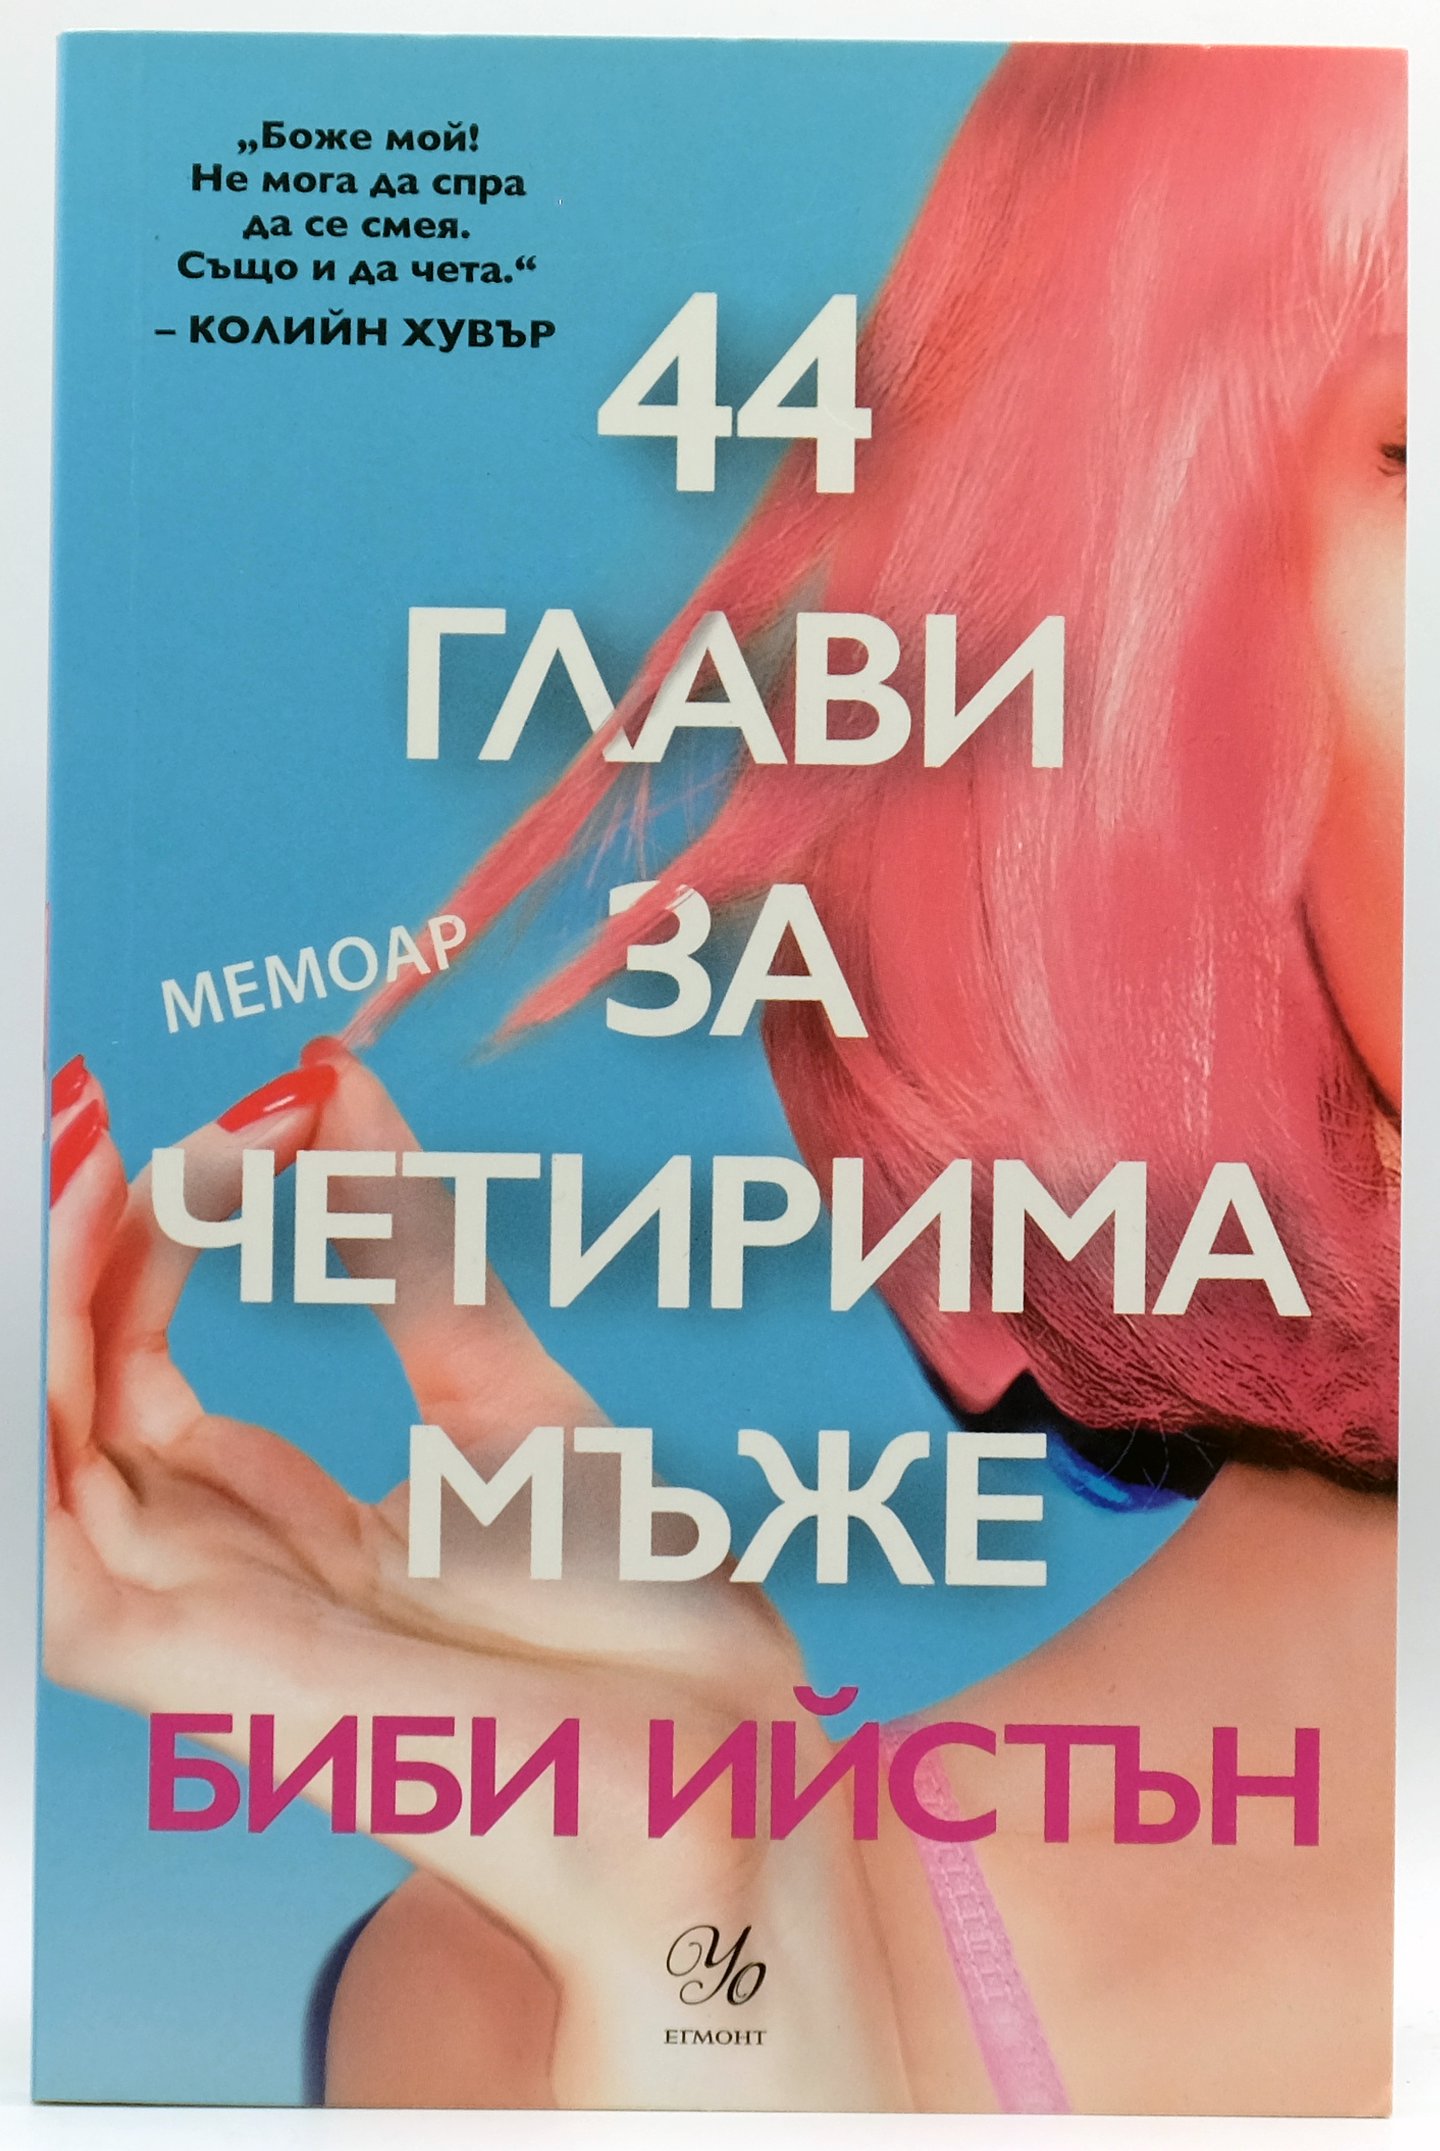 „Боже мой!
Не мога да спра
да се смея.
Също и да чета.“
– КОЛИЙН ХУВЪР
44
ГЛАВИ
ЗА
МЕМОАР
ЧЕТИРИМА
МЪЖЕ
БИБИ ИЙСТЪН
УО
ЕГМОНТ